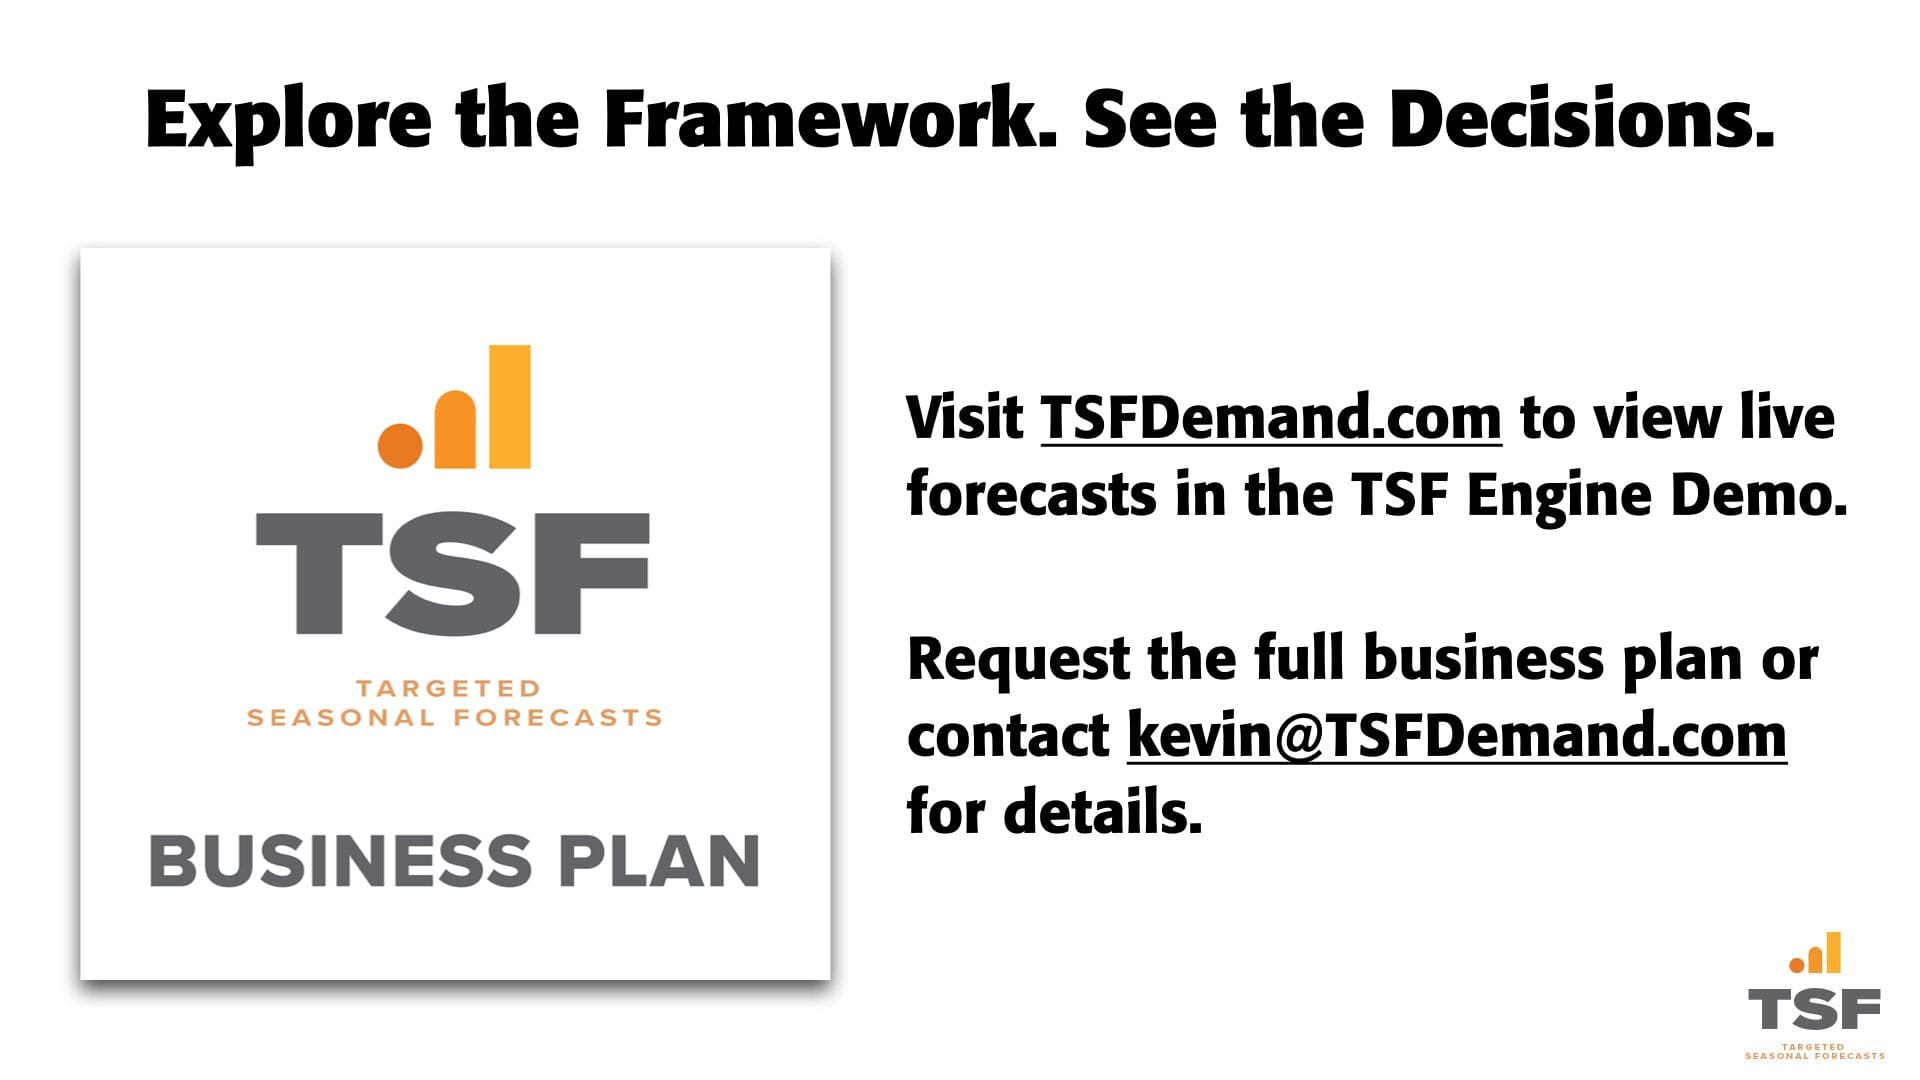 Explore the Framework. See the Decisions.
TSF
TARGETED
SEASONAL FORECASTS
BUSINESS PLAN
Visit TSFDemand.com to view live
forecasts in the TSF Engine Demo.
Request the full business plan or
contact kevin@TSFDemand.com
for details.
TSF
TARGETED
SEASONAL FORECASTS